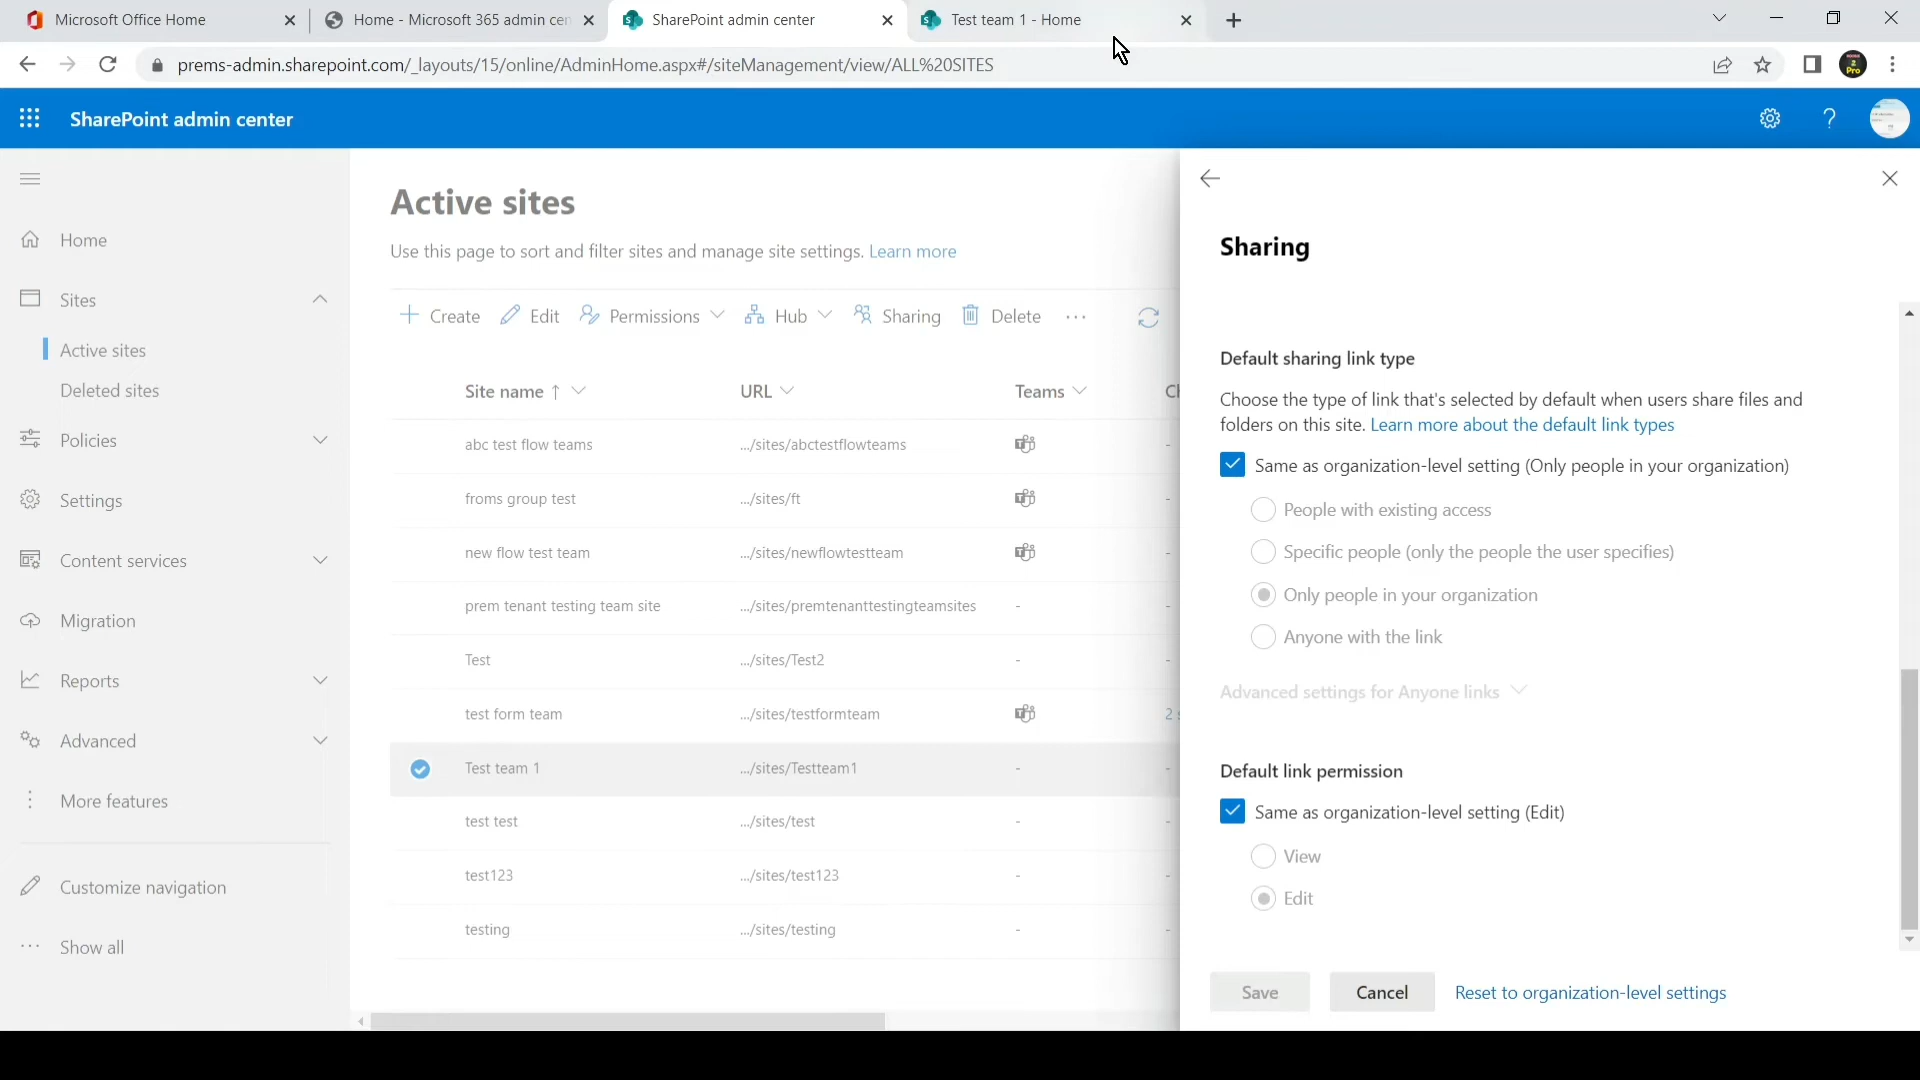 Microsoft Office Home
Home - Microsoft 365 admin cen
SharePoint admin center
Test team 1 - Home
prems-admin.sharepoint.com/_layouts/15/online/AdminHome.aspx#/siteManagement/view/ALL%20SITES
2
Pro
SharePoint admin center
?
Home
Sites
Active sites
Deleted sites
Policies
Settings
Content services
Migration
Reports
Advanced
More features
Customize navigation
Show all
Active sites
Use this page to sort and filter sites and manage site settings. Learn more
Create Edit Permissions Hub Sharing Delete ...
Site name ↑ URL Teams Ch
abc test flow teams .../sites/abctestflowteams -
froms group test .../sites/ft -
new flow test team .../sites/newflowtestteam -
prem tenant testing team site .../sites/premtenanttestingteamsites - -
Test .../sites/Test2 - -
test form team .../sites/testformteam 2 s
Test team 1 .../sites/Testteam1 - -
test test .../sites/test - -
test123 .../sites/test123 - -
testing .../sites/testing - -
Sharing
Default sharing link type
Choose the type of link that's selected by default when users share files and
folders on this site. Learn more about the default link types
Same as organization-level setting (Only people in your organization)
People with existing access
Specific people (only the people the user specifies)
Only people in your organization
Anyone with the link
Advanced settings for Anyone links
Default link permission
Same as organization-level setting (Edit)
View
Edit
Save Cancel Reset to organization-level settings